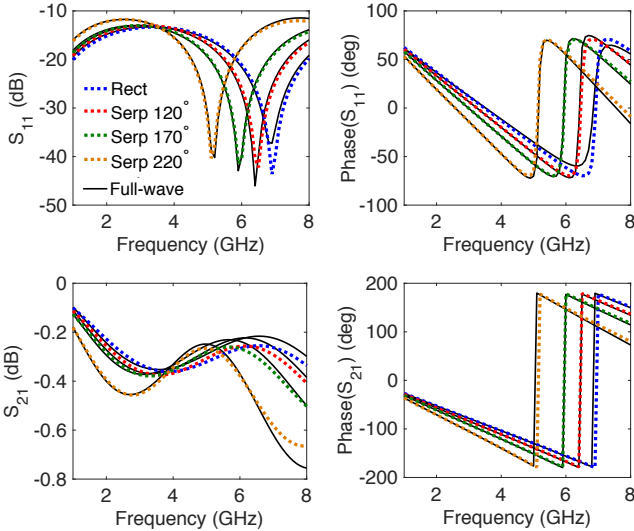 -10
-20
-30
-40
-50
S11 (dB)
2 4 6 8
Frequency (GHz)
Rect
Serp 120°
Serp 170°
Serp 220°
Full-wave
100
50
0
-50
-100
Phase(S11) (deg)
2 4 6 8
Frequency (GHz)
0
-0.2
-0.4
-0.6
-0.8
S21 (dB)
2 4 6 8
Frequency (GHz)
200
100
0
-100
-200
Phase(S21) (deg)
2 4 6 8
Frequency (GHz)